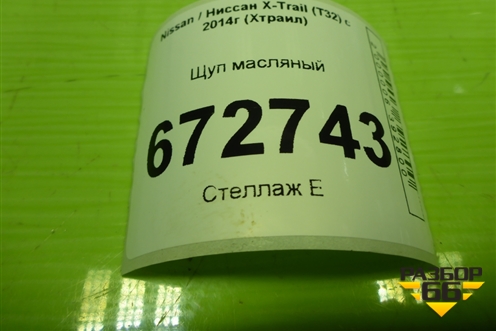 Nissan / Ниссан X-Trail (T32) с
2014г (Хтраил)
Щуп масляный
672743
Стеллаж Е
РАЗБОР
66